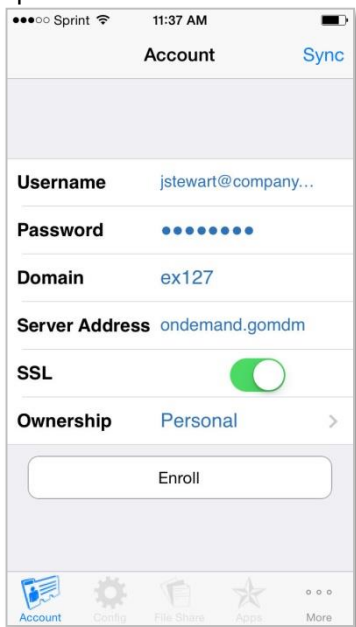 ●●●○○ Sprint 11:37 AM
Account Sync
Username jstewart@company...
Password ●●●●●●●●
Domain ex127
Server Address ondemand.gomdm
SSL
Ownership Personal >
Enroll
Account Config File Share Apps More